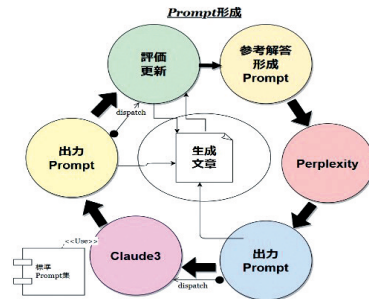 Prompt形成
評価
更新
参考解答
形成
Prompt
dispatch
出力
Prompt
生成
文章
Perplexity
<<Use>>
標準
Prompt集
Claude3
出力
Prompt
dispatch